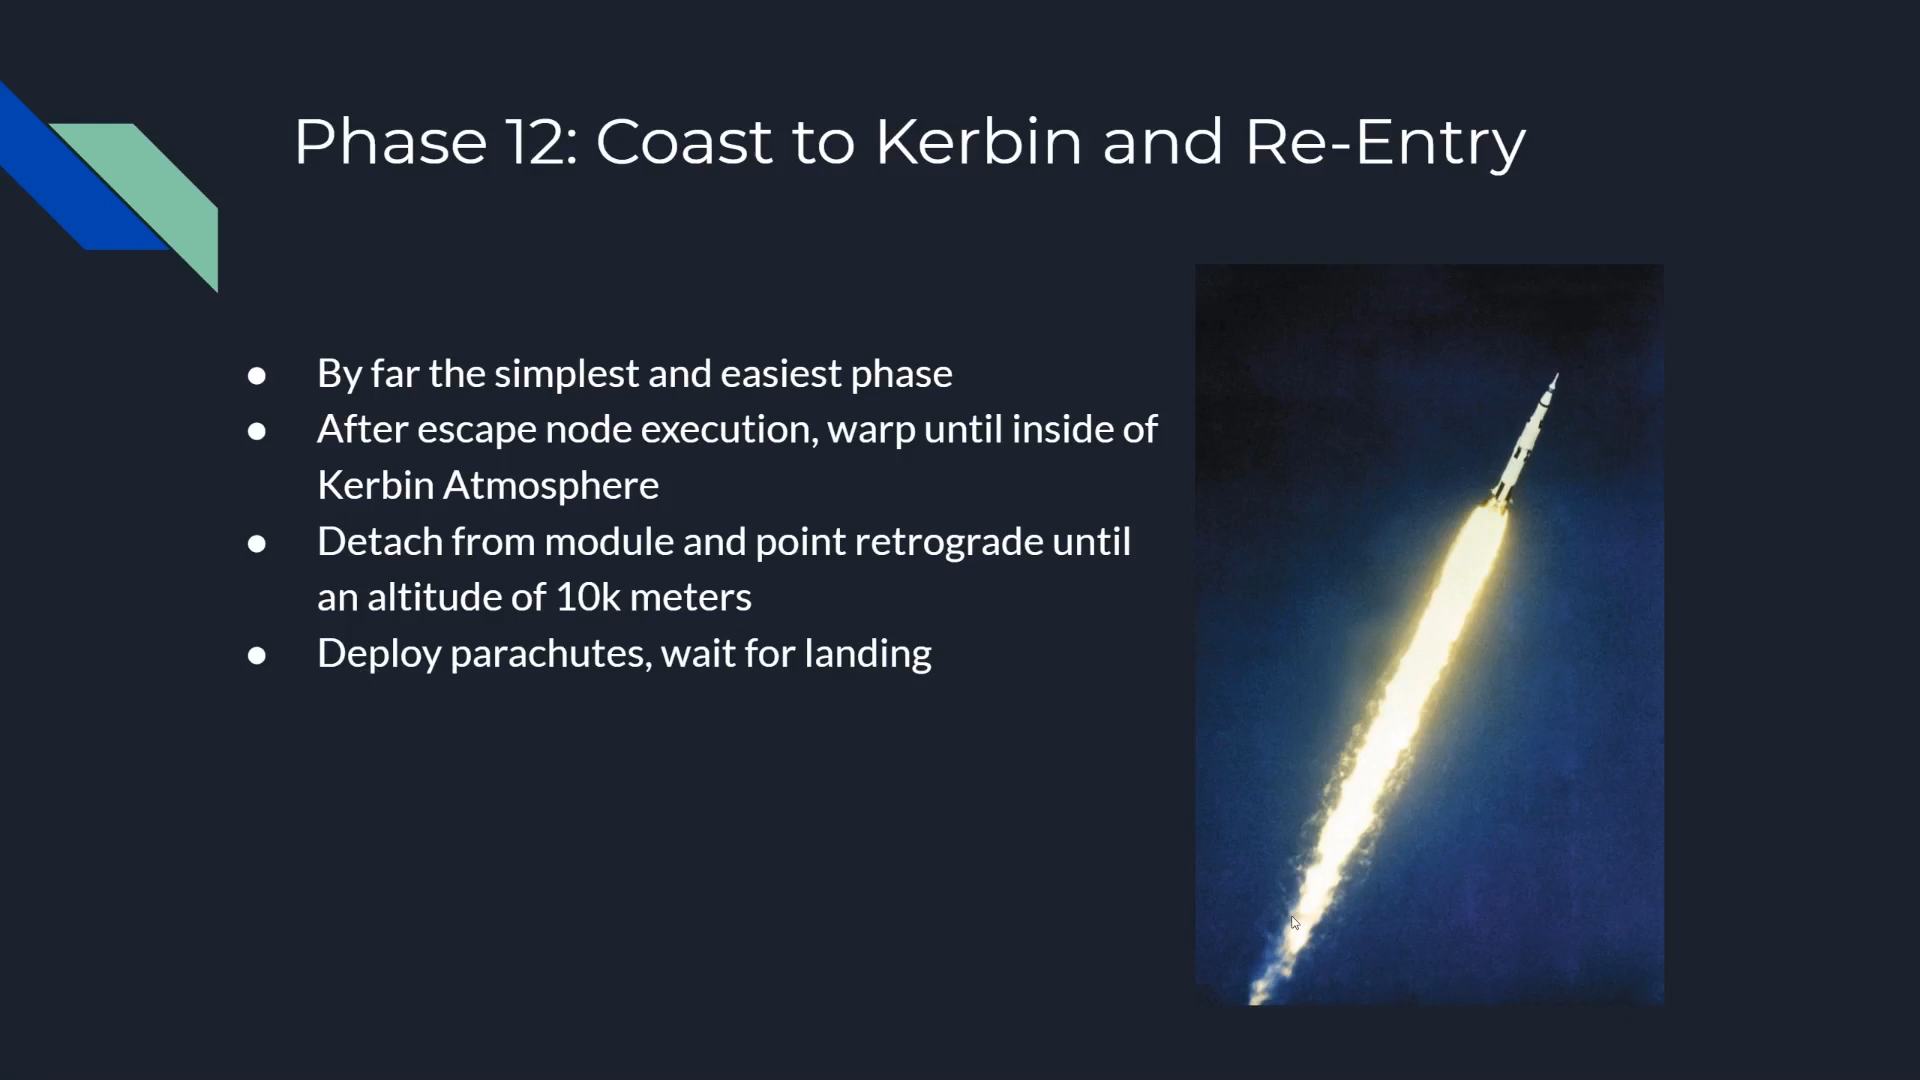 Phase 12: Coast to Kerbin and Re-Entry
● By far the simplest and easiest phase
● After escape node execution, warp until inside of
Kerbin Atmosphere
● Detach from module and point retrograde until
an altitude of 10k meters
● Deploy parachutes, wait for landing